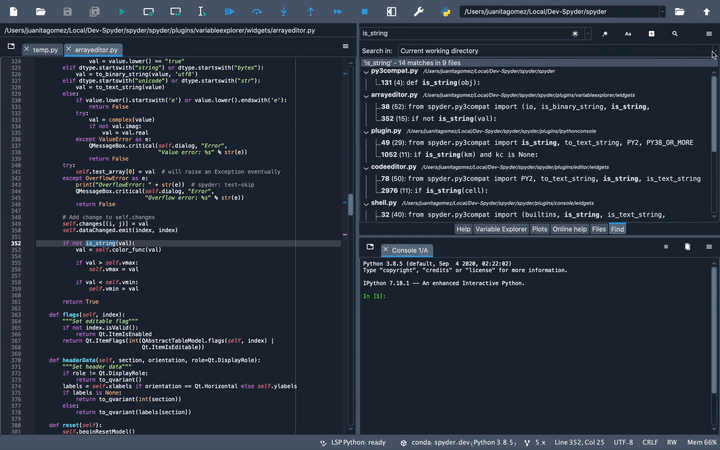 /Users/juanitagomez/Local/Dev-Spyder/spyder
/Users/juanitagomez/Local/Dev-Spyder/spyder/spyder/plugins/variableexplorer/widgets/arrayeditor.py
temp.py
arrayeditor.py
324 val = value.lower() == "true"
325 elif dtype.startswith("string") or dtype.startswith("bytes"):
326 val = to_binary_string(value, 'utf8')
327 elif dtype.startswith("unicode") or dtype.startswith("str"):
328 val = to_text_string(value)
329 else:
330 if value.lower().startswith('e') or value.lower().endswith('e'):
331 return False
332 try:
333 val = complex(value)
334 if not val.imag:
335 val = val.real
336 except ValueError as e:
337 QMessageBox.critical(self.dialog, "Error",
338 "Value error: %s" % str(e))
339 return False
340 try:
341 self.test_array[0] = val # will raise an Exception eventually
342 except OverflowError as e:
343 print("OverflowError: " + str(e)) # spyder: test-skip
344 QMessageBox.critical(self.dialog, "Error",
345 "Overflow error: %s" % str(e))
346 return False
347
348 # Add change to self.changes
349 self.changes[(i, j)] = val
350 self.dataChanged.emit(index, index)
351
352 if not is_string(val):
353 val = self.color_func(val)
354
355 if val > self.vmax:
356 self.vmax = val
357
358 if val < self.vmin:
359 self.vmin = val
360
361 return True
362
363 def flags(self, index):
364 """Set editable flag"""
365 if not index.isValid():
366 return Qt.ItemIsEnabled
367 return Qt.ItemFlags(int(QAbstractTableModel.flags(self, index) |
368 Qt.ItemIsEditable))
369
370 def headerData(self, section, orientation, role=Qt.DisplayRole):
371 """Set header data"""
372 if role != Qt.DisplayRole:
373 return to_qvariant()
374 labels = self.xlabels if orientation == Qt.Horizontal else self.ylabels
375 if labels is None:
376 return to_qvariant(int(section))
377 else:
378 return to_qvariant(labels[section])
379
380 def reset(self):
381 self.beginResetModel()
is_string
Aa
Search in: Current working directory
'is_string' - 14 matches in 9 files
py3compat.py /Users/juanitagomez/Local/Dev-Spyder/spyder/spyder
131 (4): def is_string(obj):
arrayeditor.py /Users/juanitagomez/Local/Dev-Spyder/spyder/spyder/plugins/variableexplorer/widgets
38 (52): from spyder.py3compat import (io, is_binary_string, is_string,
352 (15): if not is_string(val):
plugin.py /Users/juanitagomez/Local/Dev-Spyder/spyder/spyder/plugins/ipythonconsole
49 (29): from spyder.py3compat import is_string, to_text_string, PY2, PY38_OR_MORE
1052 (11): if is_string(km) and kc is None:
codeeditor.py /Users/juanitagomez/Local/Dev-Spyder/spyder/spyder/plugins/editor/widgets
78 (50): from spyder.py3compat import PY2, to_text_string, is_string, is_text_string
2976 (11): if is_string(cell):
shell.py /Users/juanitagomez/Local/Dev-Spyder/spyder/spyder/plugins/console/widgets
32 (40): from spyder.py3compat import (builtins, is_string, is_text_string,
Help Variable Explorer Plots Online help Files Find
Console 1/A
Python 3.8.5 (default, Sep 4 2020, 02:22:02)
Type "copyright", "credits" or "license" for more information.
IPython 7.18.1 -- An enhanced Interactive Python.
In [1]:
LSP Python: ready conda: spyder.dev (Python 3.8.5) 5.x Line 352, Col 25 UTF-8 CRLF RW Mem 66%